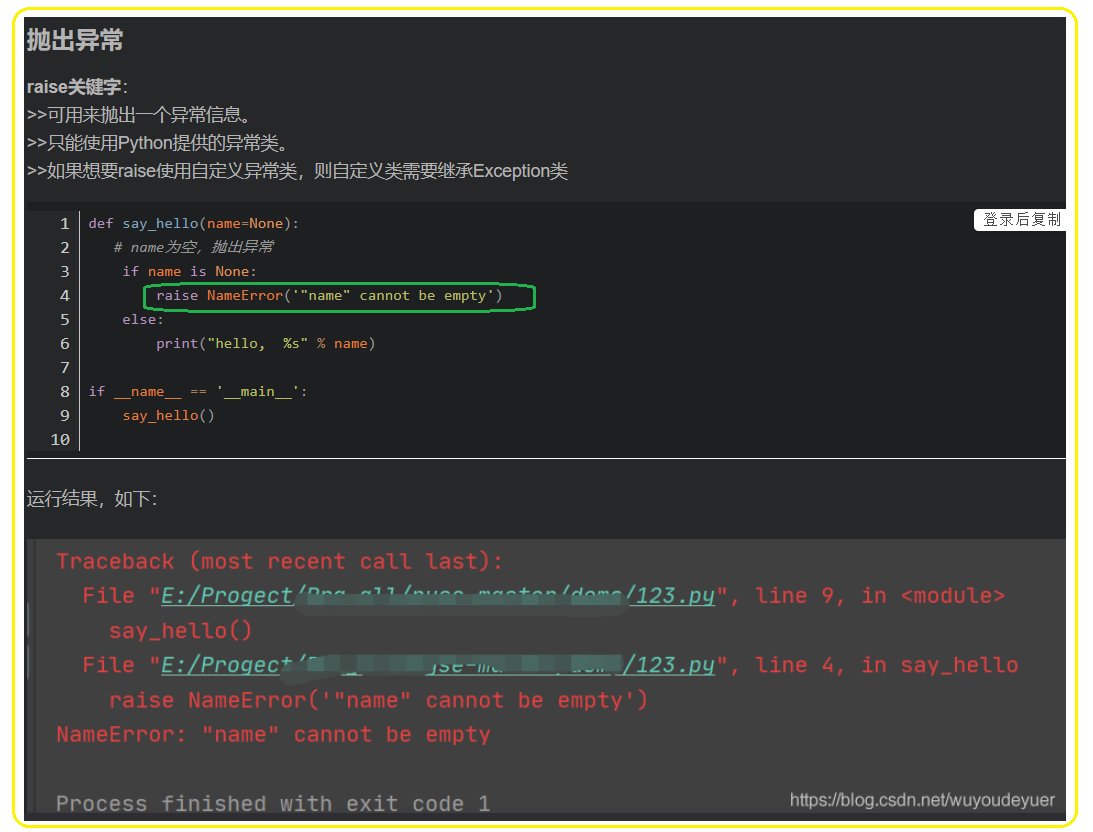 抛出异常
raise关键字：
>>可用来抛出一个异常信息。
>>只能使用Python提供的异常类。
>>如果想要raise使用自定义异常类，则自定义类需要继承Exception类
登录后复制
1 def say_hello(name=None):
2 # name为空，抛出异常
3 if name is None:
4 raise NameError('"name" cannot be empty')
5 else:
6 print("hello,  %s" % name)
7
8 if __name__ == '__main__':
9 say_hello()
10
运行结果，如下：
Traceback (most recent call last):
File "E:/Progect/ /123.py", line 9, in <module>
say_hello()
File "E:/Progect/ /123.py", line 4, in say_hello
raise NameError('"name" cannot be empty')
NameError: "name" cannot be empty
Process finished with exit code 1
https://blog.csdn.net/wuyoudeyuer